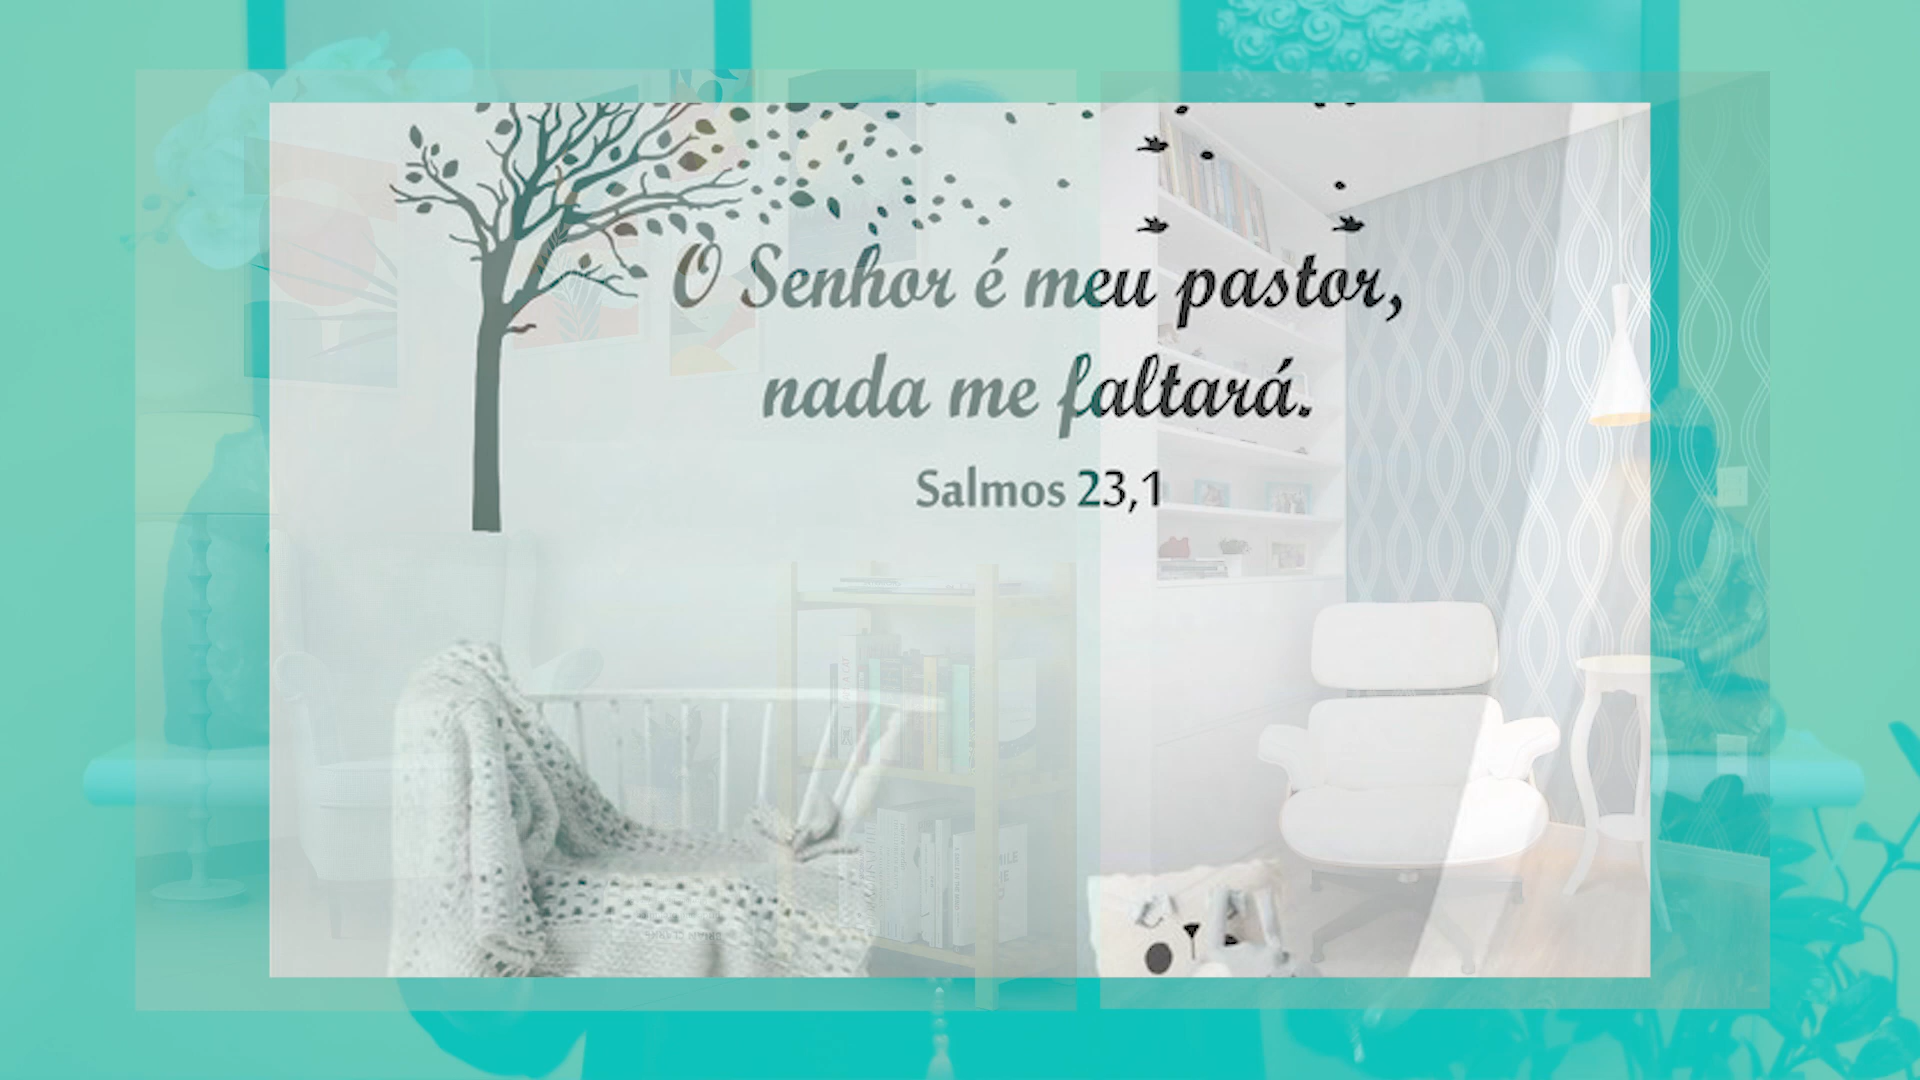 O Senhor é meu pastor,
nada me faltará.
Salmos 23,1